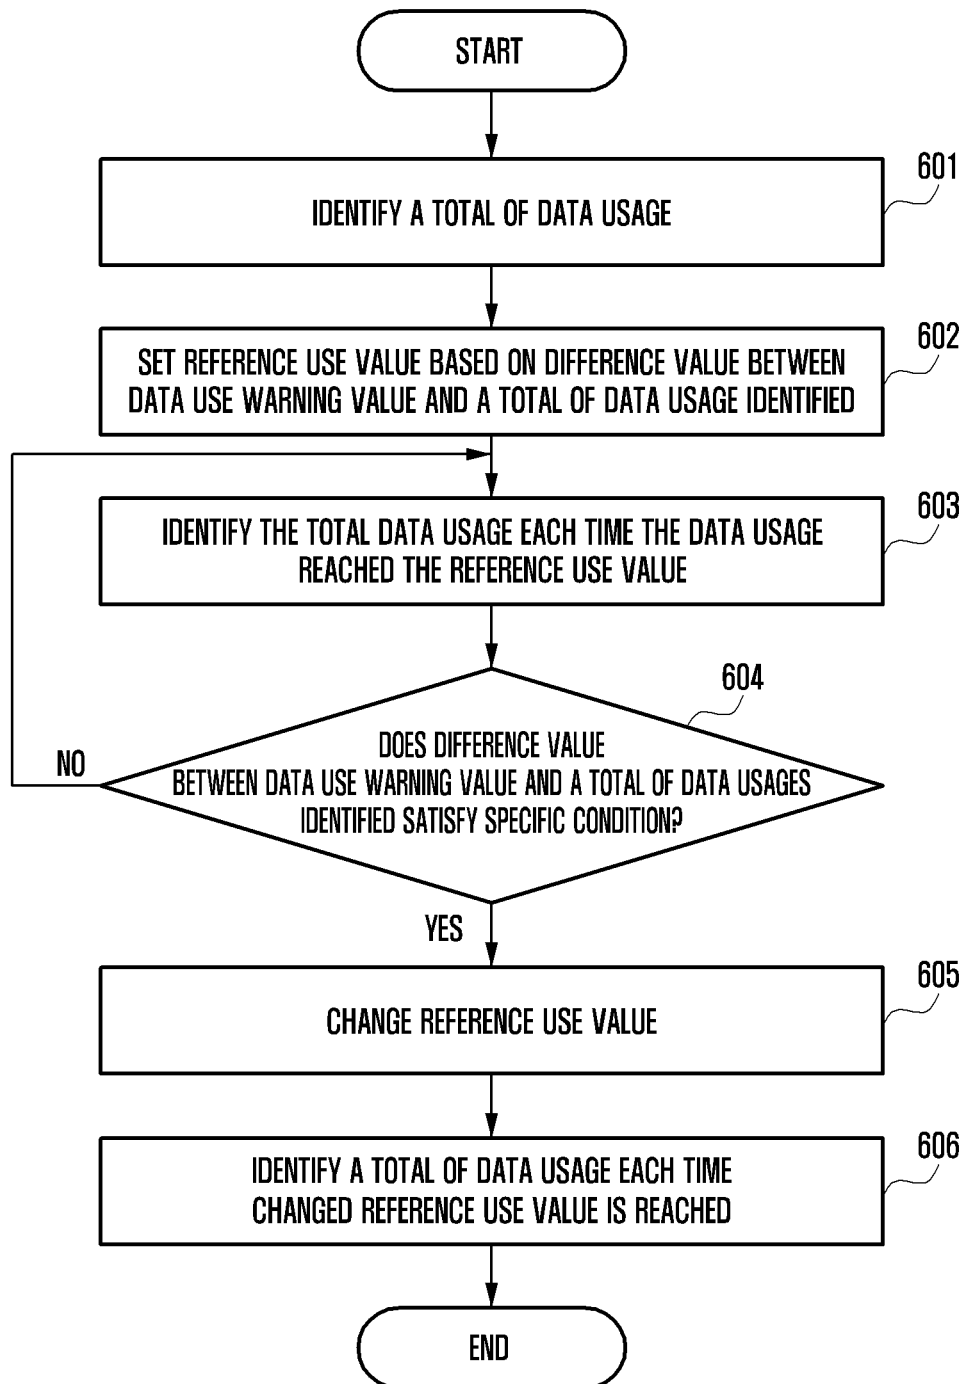 START
601
IDENTIFY A TOTAL OF DATA USAGE
602
SET REFERENCE USE VALUE BASED ON DIFFERENCE VALUE BETWEEN
DATA USE WARNING VALUE AND A TOTAL OF DATA USAGE IDENTIFIED
603
IDENTIFY THE TOTAL DATA USAGE EACH TIME THE DATA USAGE
REACHED THE REFERENCE USE VALUE
604
DOES DIFFERENCE VALUE
BETWEEN DATA USE WARNING VALUE AND A TOTAL OF DATA USAGES
IDENTIFIED SATISFY SPECIFIC CONDITION?
NO
YES
605
CHANGE REFERENCE USE VALUE
606
IDENTIFY A TOTAL OF DATA USAGE EACH TIME
CHANGED REFERENCE USE VALUE IS REACHED
END